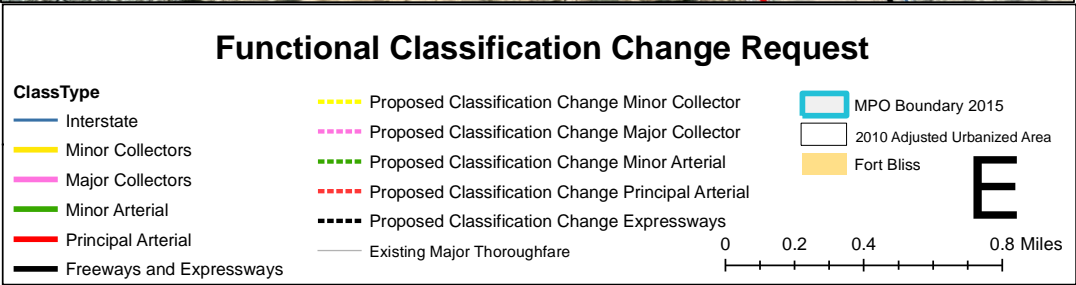 Functional Classification Change Request
ClassType
Interstate
Minor Collectors
Major Collectors
Minor Arterial
Principal Arterial
Freeways and Expressways
Proposed Classification Change Minor Collector
Proposed Classification Change Major Collector
Proposed Classification Change Minor Arterial
Proposed Classification Change Principal Arterial
Proposed Classification Change Expressways
Existing Major Thoroughfare
MPO Boundary 2015
2010 Adjusted Urbanized Area
Fort Bliss
E
0 0.2 0.4 0.8 Miles